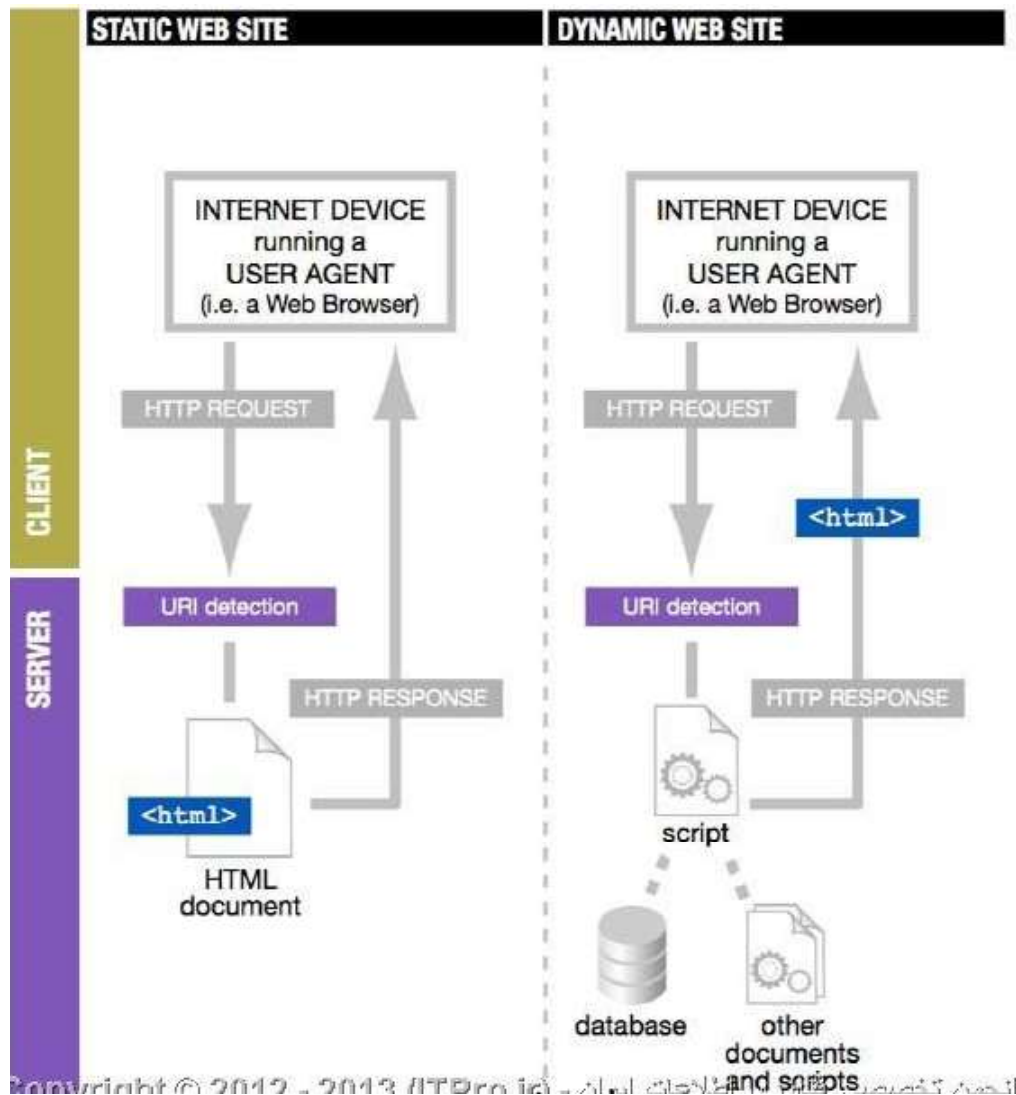 STATIC WEB SITE
DYNAMIC WEB SITE
CLIENT
SERVER
INTERNET DEVICE
running a
USER AGENT
(i.e. a Web Browser)
HTTP REQUEST
URI detection
HTTP RESPONSE
<html>
HTML
document
INTERNET DEVICE
running a
USER AGENT
(i.e. a Web Browser)
HTTP REQUEST
<html>
URI detection
HTTP RESPONSE
script
database
other
documents
and scripts
Copyright © 2012 - 2013 (ITPro.ir) -